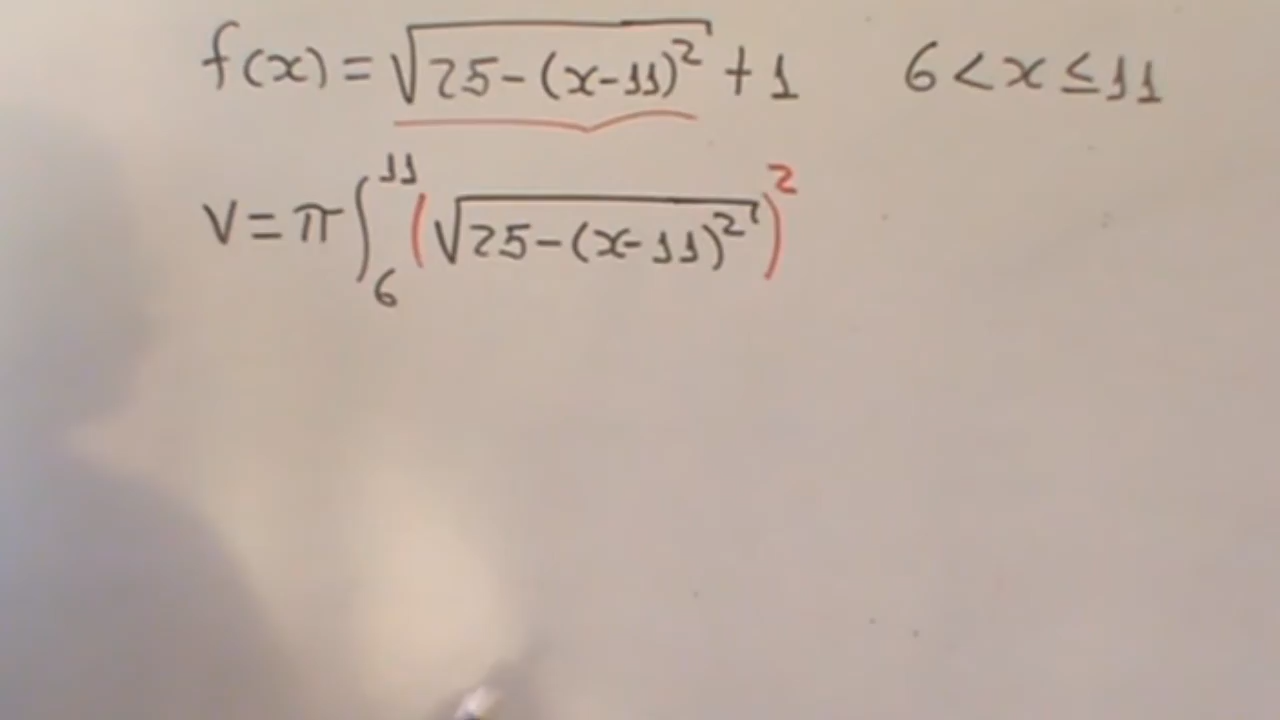 f(x) = √(25-(x-11)²) + 1 6 < x ≤ 11
V = π ∫₆¹¹ (√(25-(x-11)²))²